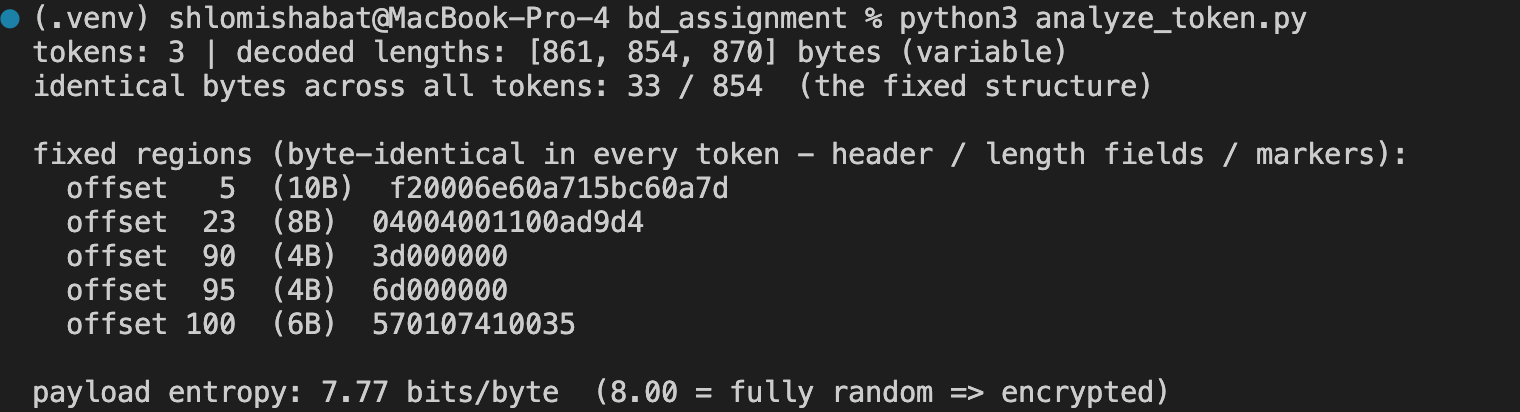 (.venv) shlomishabat@MacBook-Pro-4 bd_assignment % python3 analyze_token.py
tokens: 3 | decoded lengths: [861, 854, 870] bytes (variable)
identical bytes across all tokens: 33 / 854  (the fixed structure)
fixed regions (byte-identical in every token - header / length fields / markers):
  offset   5  (10B)  f20006e60a715bc60a7d
  offset  23  (8B)  04004001100ad9d4
  offset  90  (4B)  3d000000
  offset  95  (4B)  6d000000
  offset 100  (6B)  570107410035
payload entropy: 7.77 bits/byte  (8.00 = fully random => encrypted)